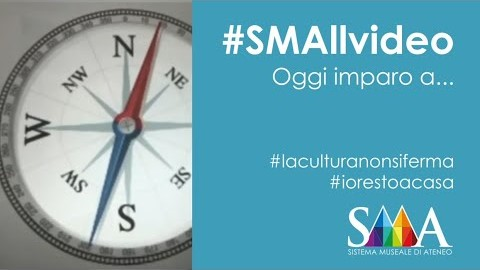 #SMAllvideo
Oggi imparo a...
N
NW
NE
W
SW
SE
S
#laculturanonsiferma
#iorestoacasa
SMA
SISTEMA MUSEALE DI ATENEO